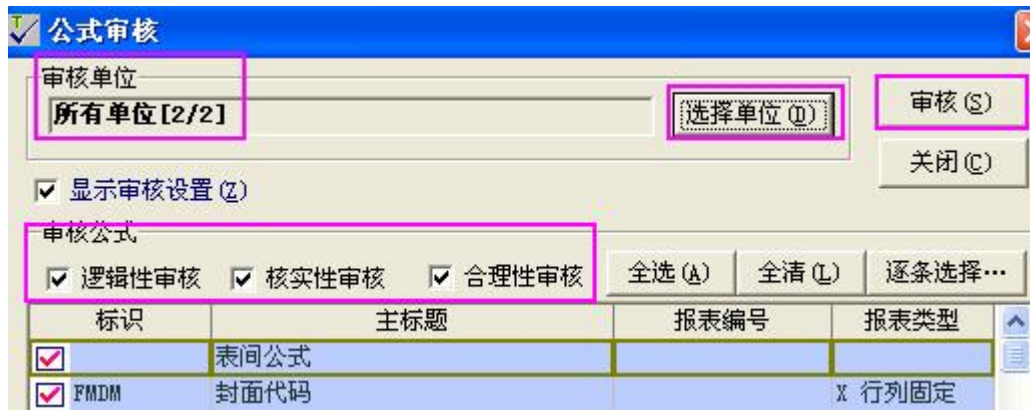 公式审核
审核单位
所有单位[2/2]
选择单位(D)
审核(S)
关闭(C)
显示审核设置(Z)
审核公式
逻辑性审核 核实性审核 合理性审核 全选(A) 全清(L) 逐条选择…
标识 主标题 报表编号 报表类型
表间公式
FMDM 封面代码 X 行列固定